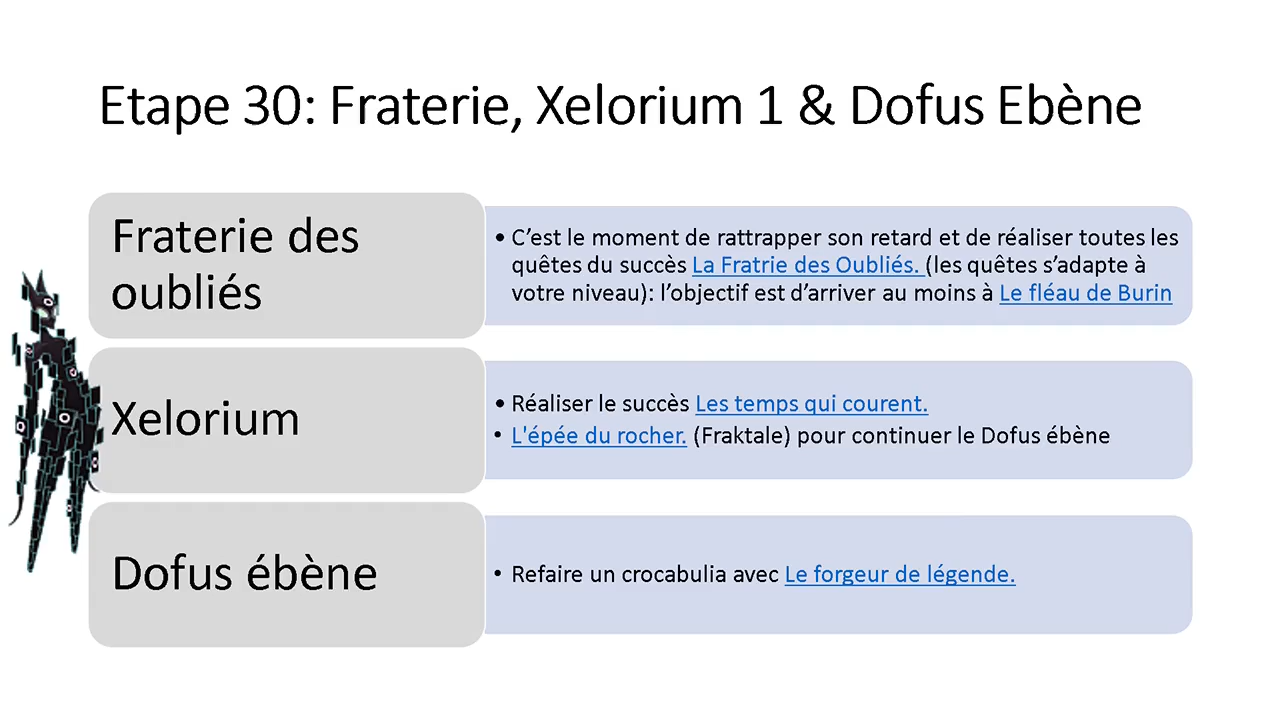 Etape 30: Fraterie, Xelorium 1 & Dofus Ebène
Fraterie des
oubliés
• C’est le moment de rattrapper son retard et de réaliser toutes les
quêtes du succès La Fratrie des Oubliés. (les quêtes s’adapte à
votre niveau): l’objectif est d’arriver au moins à Le fléau de Burin
Xelorium
• Réaliser le succès Les temps qui courent.
• L'épée du rocher. (Fraktale) pour continuer le Dofus ébène
Dofus ébène
• Refaire un crocabulia avec Le forgeur de légende.